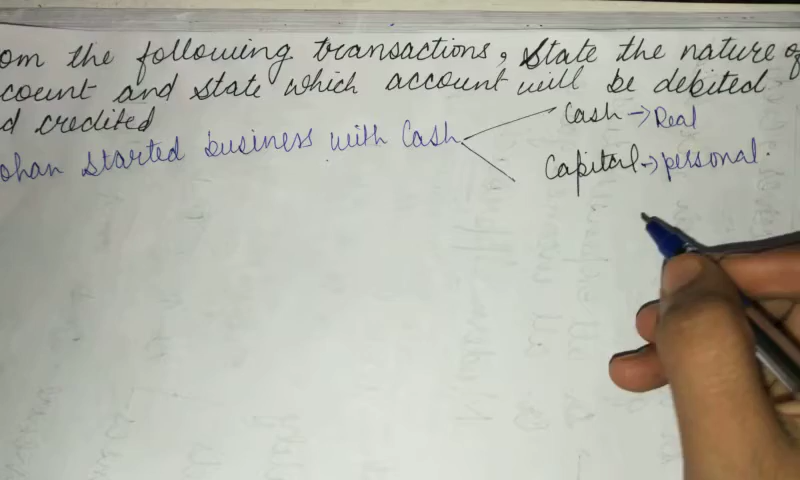 om the following transactions, State the nature of
count and state which account will be debited
d credited
ohan started business with Cash
Cash → Real
Capital → personal.